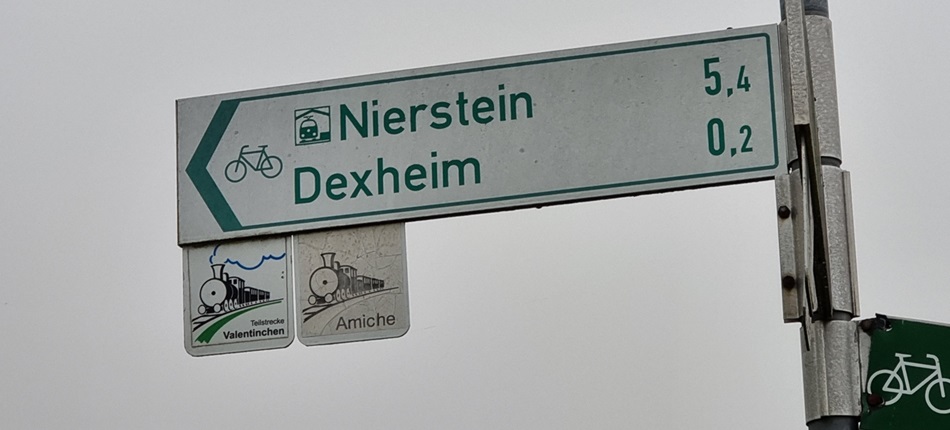 Nierstein 5,4
Dexheim 0,2
Teilstrecke
Valentinchen
Amiche